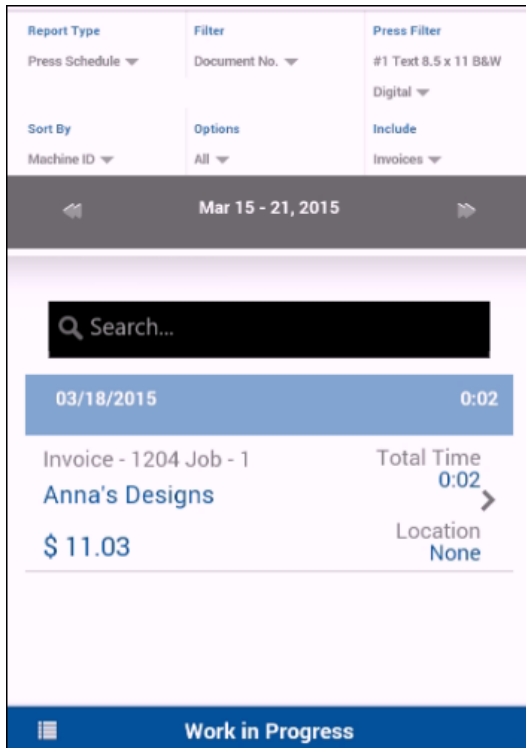 Report Type
Filter
Press Filter
Press Schedule
Document No.
#1 Text 8.5 x 11 B&W
Digital
Sort By
Options
Include
Machine ID
All
Invoices
Mar 15 - 21, 2015
Search...
03/18/2015
0:02
Invoice - 1204 Job - 1
Total Time
Anna's Designs
0:02
$ 11.03
Location
None
Work in Progress